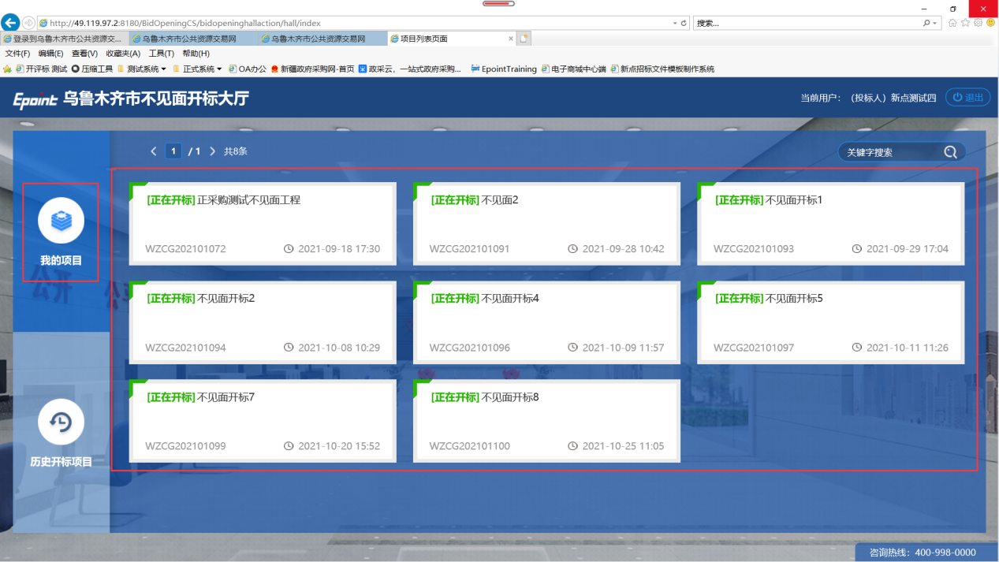 http://49.119.97.2:8180/BidOpeningCS/bidopeninghallaction/hall/index
搜索...
登录到乌鲁木齐市公共资源交... 乌鲁木齐市公共资源交易网 乌鲁木齐市公共资源交易网 项目列表页面
文件(F) 编辑(E) 查看(V) 收藏夹(A) 工具(T) 帮助(H)
开评标 测试 压缩工具 测试系统 正式系统 OA办公 新疆政府采购网-首页 政采云，一站式政府采购... EpointTraining 电子商城中心端 新点招标文件模板制作系统
Epoint 乌鲁木齐市不见面开标大厅
当前用户： （投标人）新点测试四 退出
1 / 1 共8条
关键字搜索
我的项目
历史开标项目
[正在开标] 正采购测试不见面工程
WZCG202101072 2021-09-18 17:30
[正在开标] 不见面2
WZCG202101091 2021-09-28 10:42
[正在开标] 不见面开标1
WZCG202101093 2021-09-29 17:04
[正在开标] 不见面开标2
WZCG202101094 2021-10-08 10:29
[正在开标] 不见面开标4
WZCG202101096 2021-10-09 11:57
[正在开标] 不见面开标5
WZCG202101097 2021-10-11 11:26
[正在开标] 不见面开标7
WZCG202101099 2021-10-20 15:52
[正在开标] 不见面开标8
WZCG202101100 2021-10-25 11:05
公开
咨询热线：400-998-0000